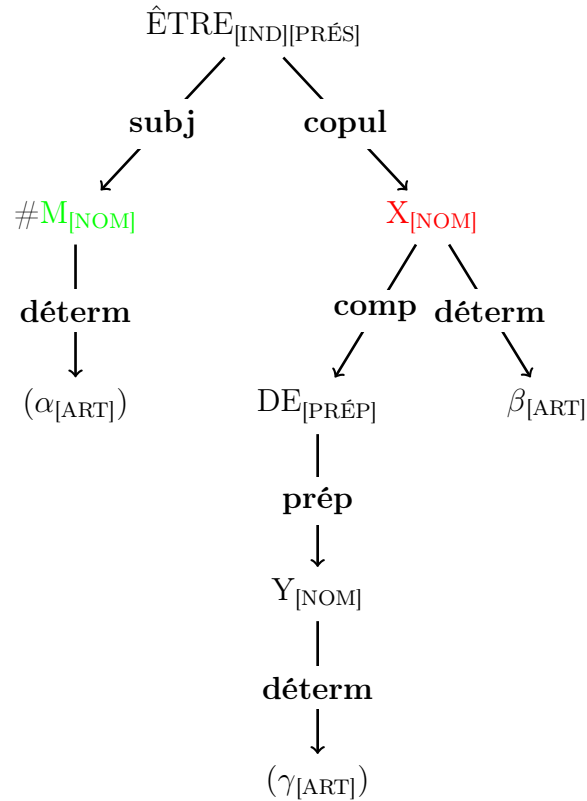 ÊTRE[IND][PRÉS]
subj copul
#M[NOM] X[NOM]
déterm comp déterm
(α[ART]) DE[PRÉP] β[ART]
prép
Y[NOM]
déterm
(γ[ART])